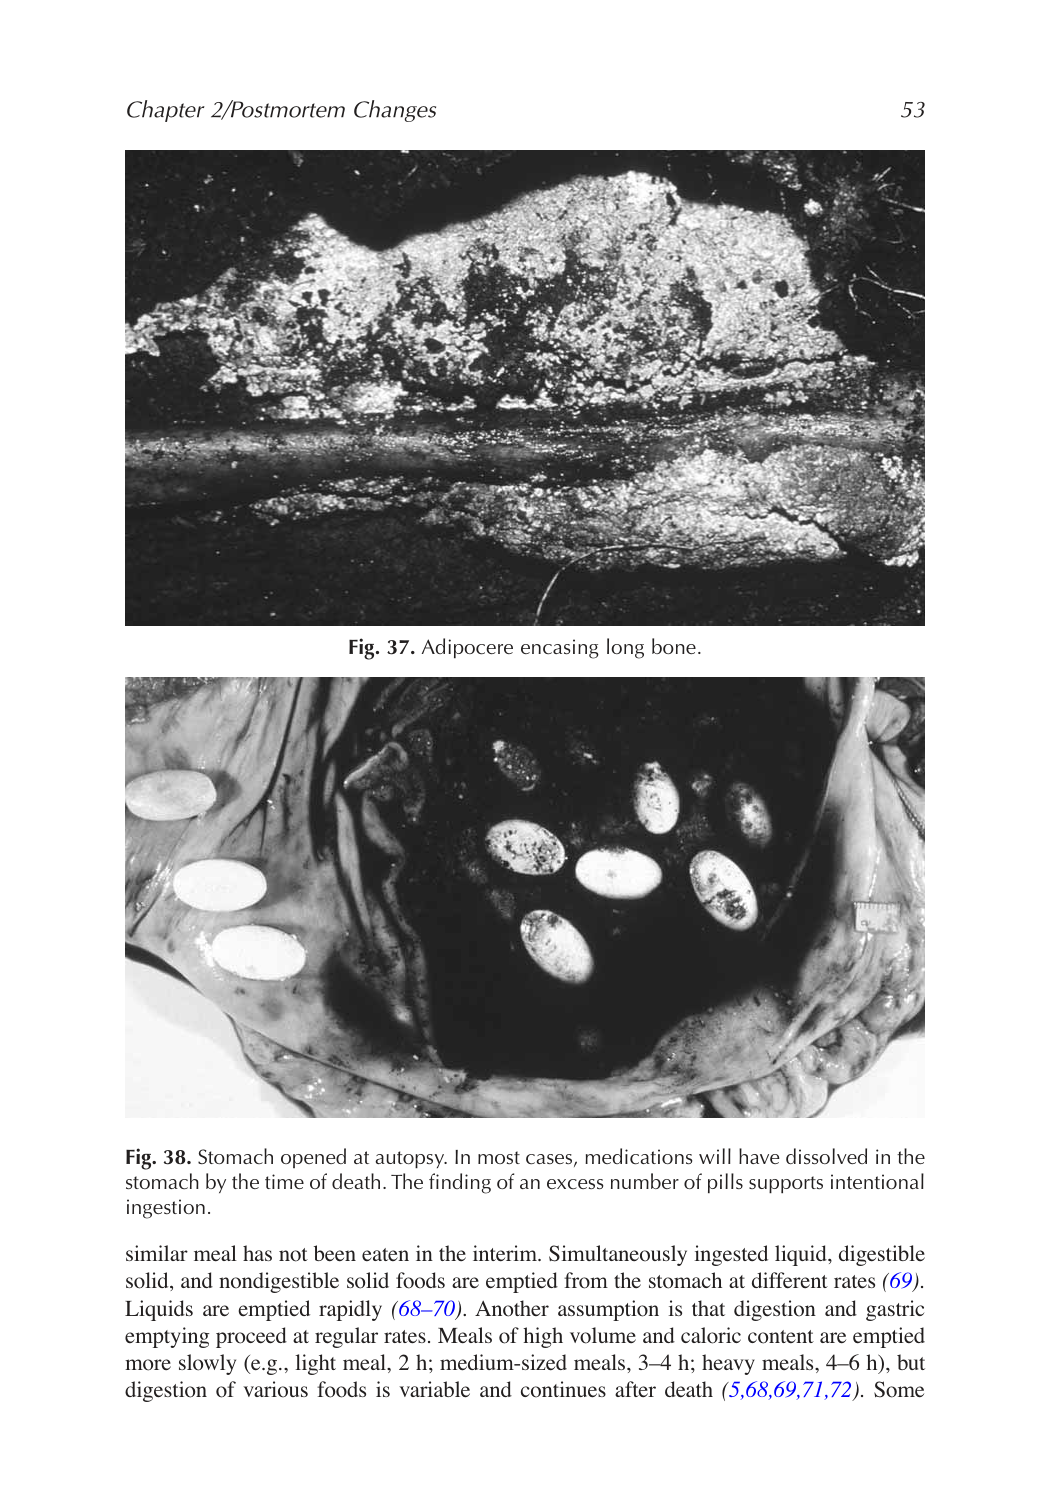 Chapter 2/Postmortem Changes 53
Fig. 37. Adipocere encasing long bone.
Fig. 38. Stomach opened at autopsy. In most cases, medications will have dissolved in the
stomach by the time of death. The finding of an excess number of pills supports intentional
ingestion.
similar meal has not been eaten in the interim. Simultaneously ingested liquid, digestible
solid, and nondigestible solid foods are emptied from the stomach at different rates (69).
Liquids are emptied rapidly (68–70). Another assumption is that digestion and gastric
emptying proceed at regular rates. Meals of high volume and caloric content are emptied
more slowly (e.g., light meal, 2 h; medium-sized meals, 3–4 h; heavy meals, 4–6 h), but
digestion of various foods is variable and continues after death (5,68,69,71,72). Some